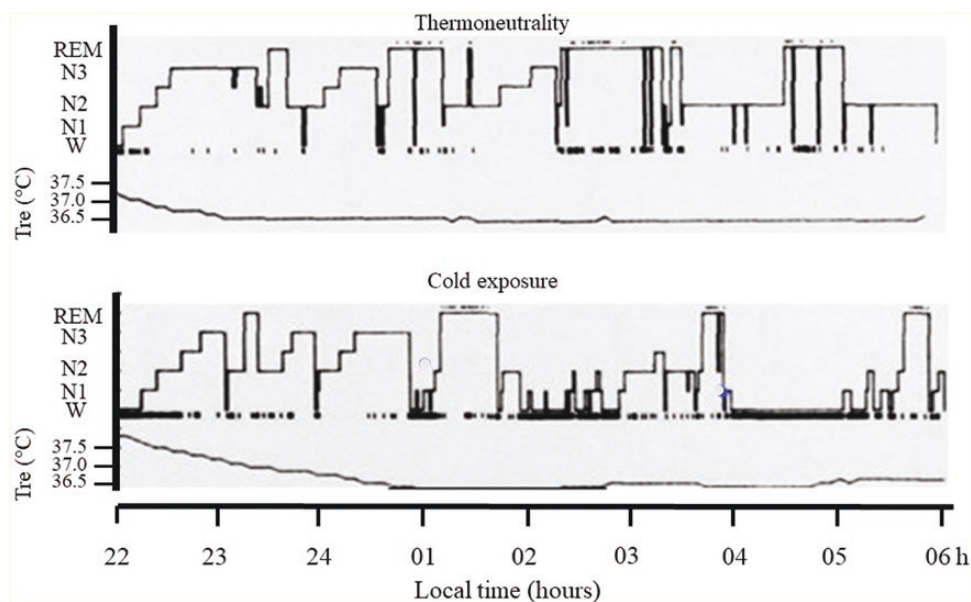 Thermoneutrality
REM
N3
N2
N1
W
37.5
37.0
36.5
Tre (°C)
Cold exposure
REM
N3
N2
N1
W
37.5
37.0
36.5
Tre (°C)
22 23 24 01 02 03 04 05 06 h
Local time (hours)